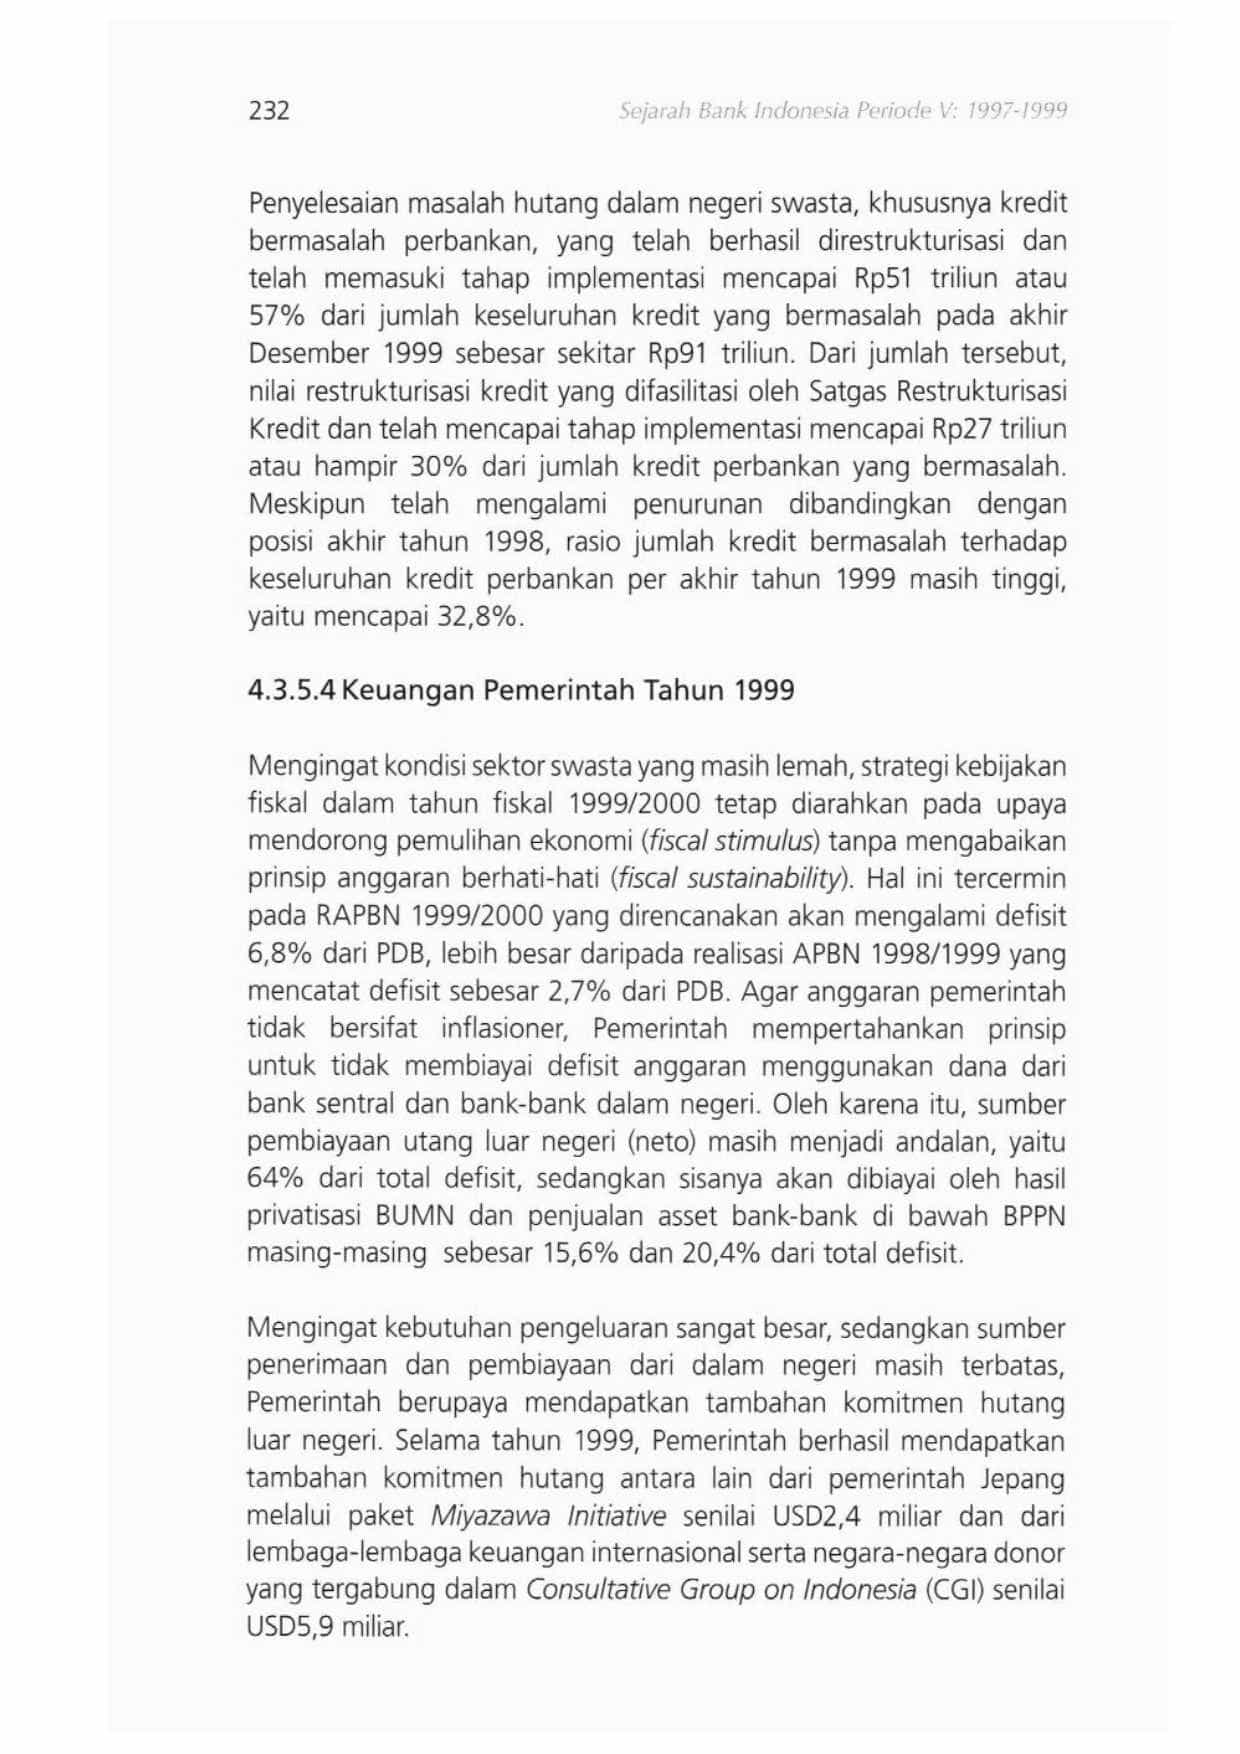 232
Sejarah Bank Indonesia Periode V: 1997-1999
Penyelesaian masalah hutang dalam negeri swasta, khususnya kredit
bermasalah perbankan, yang telah berhasil direstrukturisasi dan
telah memasuki tahap implementasi mencapai Rp51 triliun atau
57% dari jumlah keseluruhan kredit yang bermasalah pada akhir
Desember 1999 sebesar sekitar Rp91 triliun. Dari jumlah tersebut,
nilai restrukturisasi kredit yang difasilitasi oleh Satgas Restrukturisasi
Kredit dan telah mencapai tahap implementasi mencapai Rp27 triliun
atau hampir 30% dari jumlah kredit perbankan yang bermasalah.
Meskipun telah mengalami penurunan dibandingkan dengan
posisi akhir tahun 1998, rasio jumlah kredit bermasalah terhadap
keseluruhan kredit perbankan per akhir tahun 1999 masih tinggi,
yaitu mencapai 32,8%.
4.3.5.4 Keuangan Pemerintah Tahun 1999
Mengingat kondisi sektor swasta yang masih lemah, strategi kebijakan
fiskal dalam tahun fiskal 1999/2000 tetap diarahkan pada upaya
mendorong pemulihan ekonomi (fiscal stimulus) tanpa mengabaikan
prinsip anggaran berhati-hati (fiscal sustainability). Hal ini tercermin
pada RAPBN 1999/2000 yang direncanakan akan mengalami defisit
6,8% dari PDB, lebih besar daripada realisasi APBN 1998/1999 yang
mencatat defisit sebesar 2,7% dari PDB. Agar anggaran pemerintah
tidak bersifat inflasioner, Pemerintah mempertahankan prinsip
untuk tidak membiayai defisit anggaran menggunakan dana dari
bank sentral dan bank-bank dalam negeri. Oleh karena itu, sumber
pembiayaan utang luar negeri (neto) masih menjadi andalan, yaitu
64% dari total defisit, sedangkan sisanya akan dibiayai oleh hasil
privatisasi BUMN dan penjualan asset bank-bank di bawah BPPN
masing-masing sebesar 15,6% dan 20,4% dari total defisit.
Mengingat kebutuhan pengeluaran sangat besar, sedangkan sumber
penerimaan dan pembiayaan dari dalam negeri masih terbatas,
Pemerintah berupaya mendapatkan tambahan komitmen hutang
luar negeri. Selama tahun 1999, Pemerintah berhasil mendapatkan
tambahan komitmen hutang antara lain dari pemerintah Jepang
melalui paket Miyazawa Initiative senilai USD2,4 miliar dan dari
lembaga-lembaga keuangan internasional serta negara-negara donor
yang tergabung dalam Consultative Group on Indonesia (CGI) senilai
USD5,9 miliar.